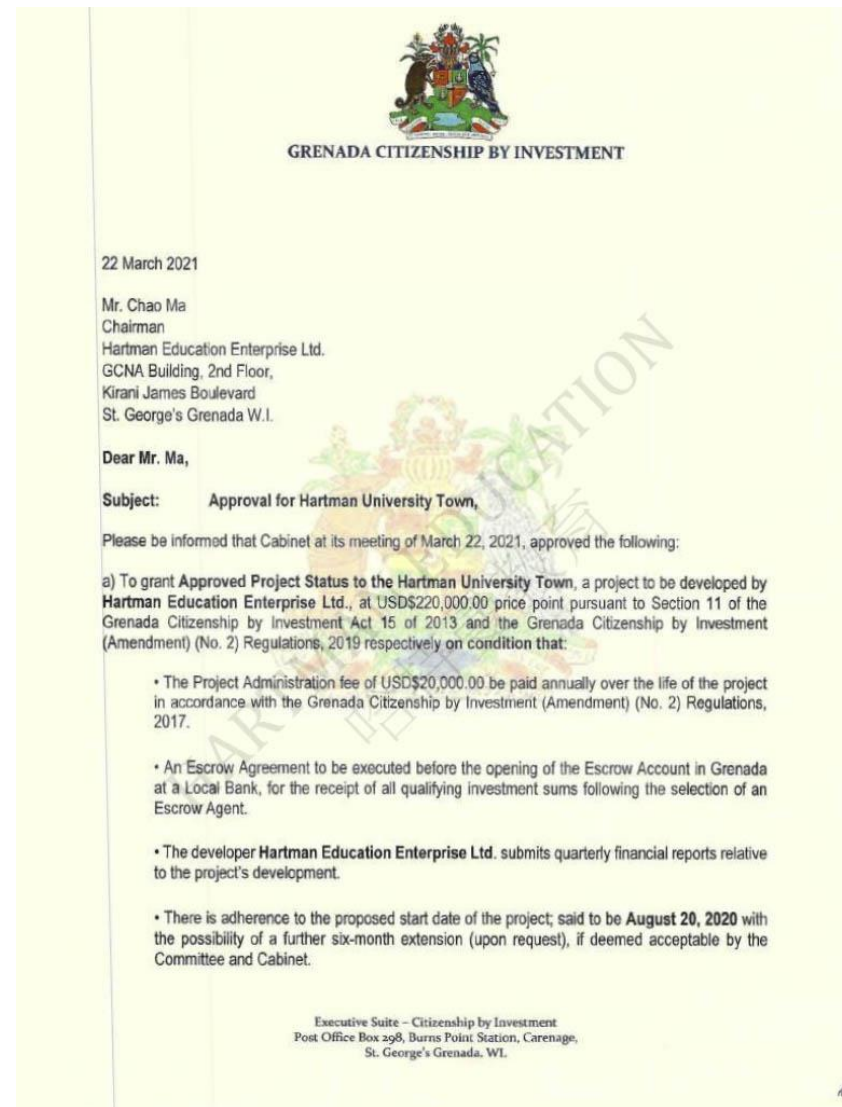 GRENADA CITIZENSHIP BY INVESTMENT
22 March 2021
Mr. Chao Ma
Chairman
Hartman Education Enterprise Ltd.
GCNA Building, 2nd Floor,
Kirani James Boulevard
St. George's Grenada W.I.
Dear Mr. Ma,
Subject: Approval for Hartman University Town,
Please be informed that Cabinet at its meeting of March 22, 2021, approved the following:
a) To grant Approved Project Status to the Hartman University Town, a project to be developed by
Hartman Education Enterprise Ltd., at USD$220,000.00 price point pursuant to Section 11 of the
Grenada Citizenship by Investment Act 15 of 2013 and the Grenada Citizenship by Investment
(Amendment) (No. 2) Regulations, 2019 respectively on condition that:
• The Project Administration fee of USD$20,000.00 be paid annually over the life of the project
in accordance with the Grenada Citizenship by Investment (Amendment) (No. 2) Regulations,
2017.
• An Escrow Agreement to be executed before the opening of the Escrow Account in Grenada
at a Local Bank, for the receipt of all qualifying investment sums following the selection of an
Escrow Agent.
• The developer Hartman Education Enterprise Ltd. submits quarterly financial reports relative
to the project's development.
• There is adherence to the proposed start date of the project; said to be August 20, 2020 with
the possibility of a further six-month extension (upon request), if deemed acceptable by the
Committee and Cabinet.
Executive Suite – Citizenship by Investment
Post Office Box 298, Burns Point Station, Carenage,
St. George's Grenada, WI.
HARTMAN EDUCATION